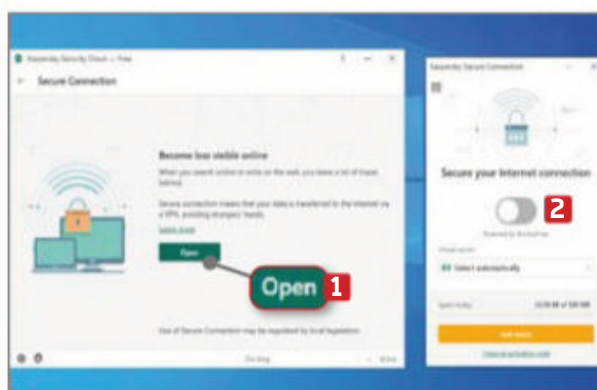 Kaspersky Security Cloud – Free
Secure Connection
Become less visible online
When you search online or write on the web, you leave a lot of traces
behind.
Secure connection means that your data is transferred to the Internet via
a VPN, avoiding strangers' hands.
Learn more
Open
Open 1
Use of Secure Connection may be regulated by local legislation.
Kaspersky Secure Connection
Secure your Internet connection
2
Select automatically